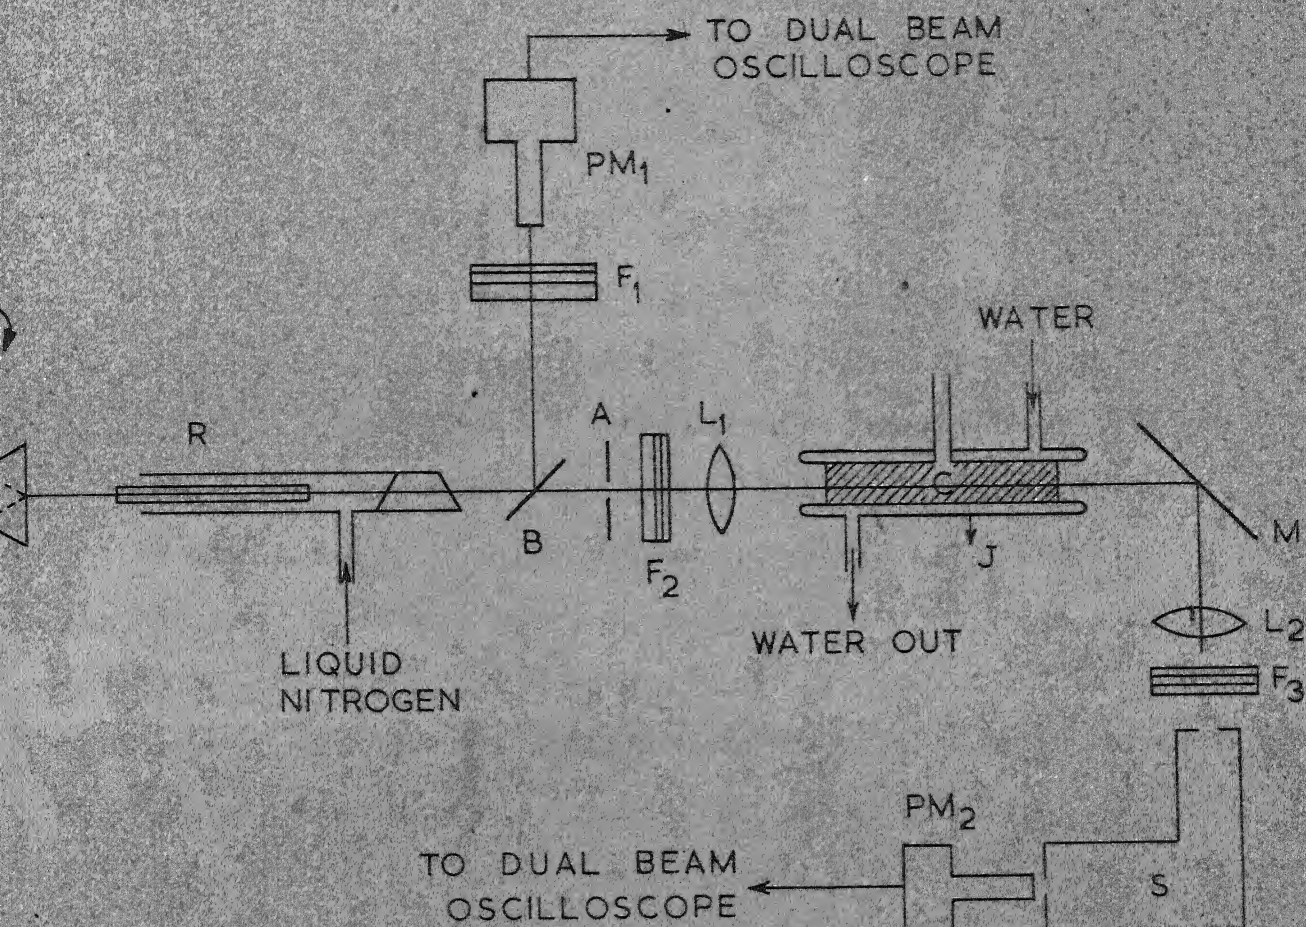 TO DUAL BEAM
OSCILLOSCOPE
PM1
F1
WATER
R
A
L1
C
B
F2
J
M
WATER OUT
L2
LIQUID
NITROGEN
F3
PM2
TO DUAL BEAM
OSCILLOSCOPE
S